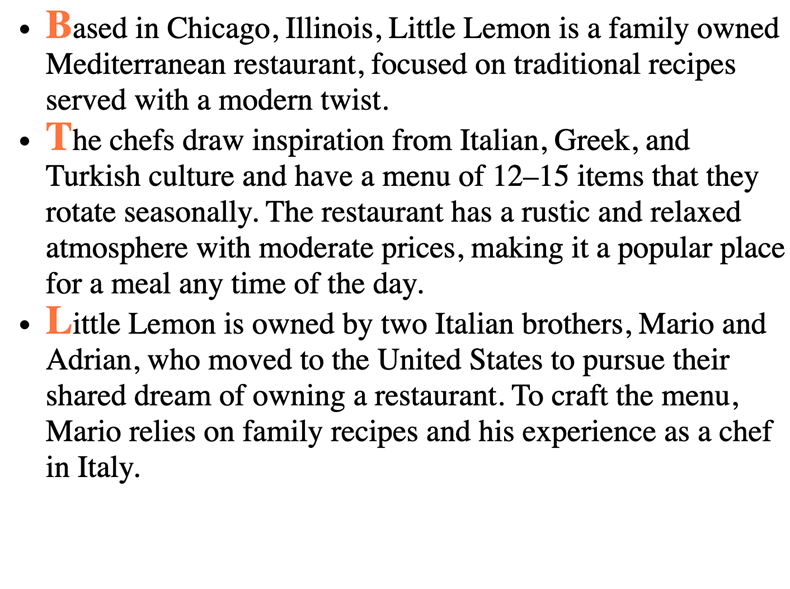 • Based in Chicago, Illinois, Little Lemon is a family owned
Mediterranean restaurant, focused on traditional recipes
served with a modern twist.
• The chefs draw inspiration from Italian, Greek, and
Turkish culture and have a menu of 12–15 items that they
rotate seasonally. The restaurant has a rustic and relaxed
atmosphere with moderate prices, making it a popular place
for a meal any time of the day.
• Little Lemon is owned by two Italian brothers, Mario and
Adrian, who moved to the United States to pursue their
shared dream of owning a restaurant. To craft the menu,
Mario relies on family recipes and his experience as a chef
in Italy.